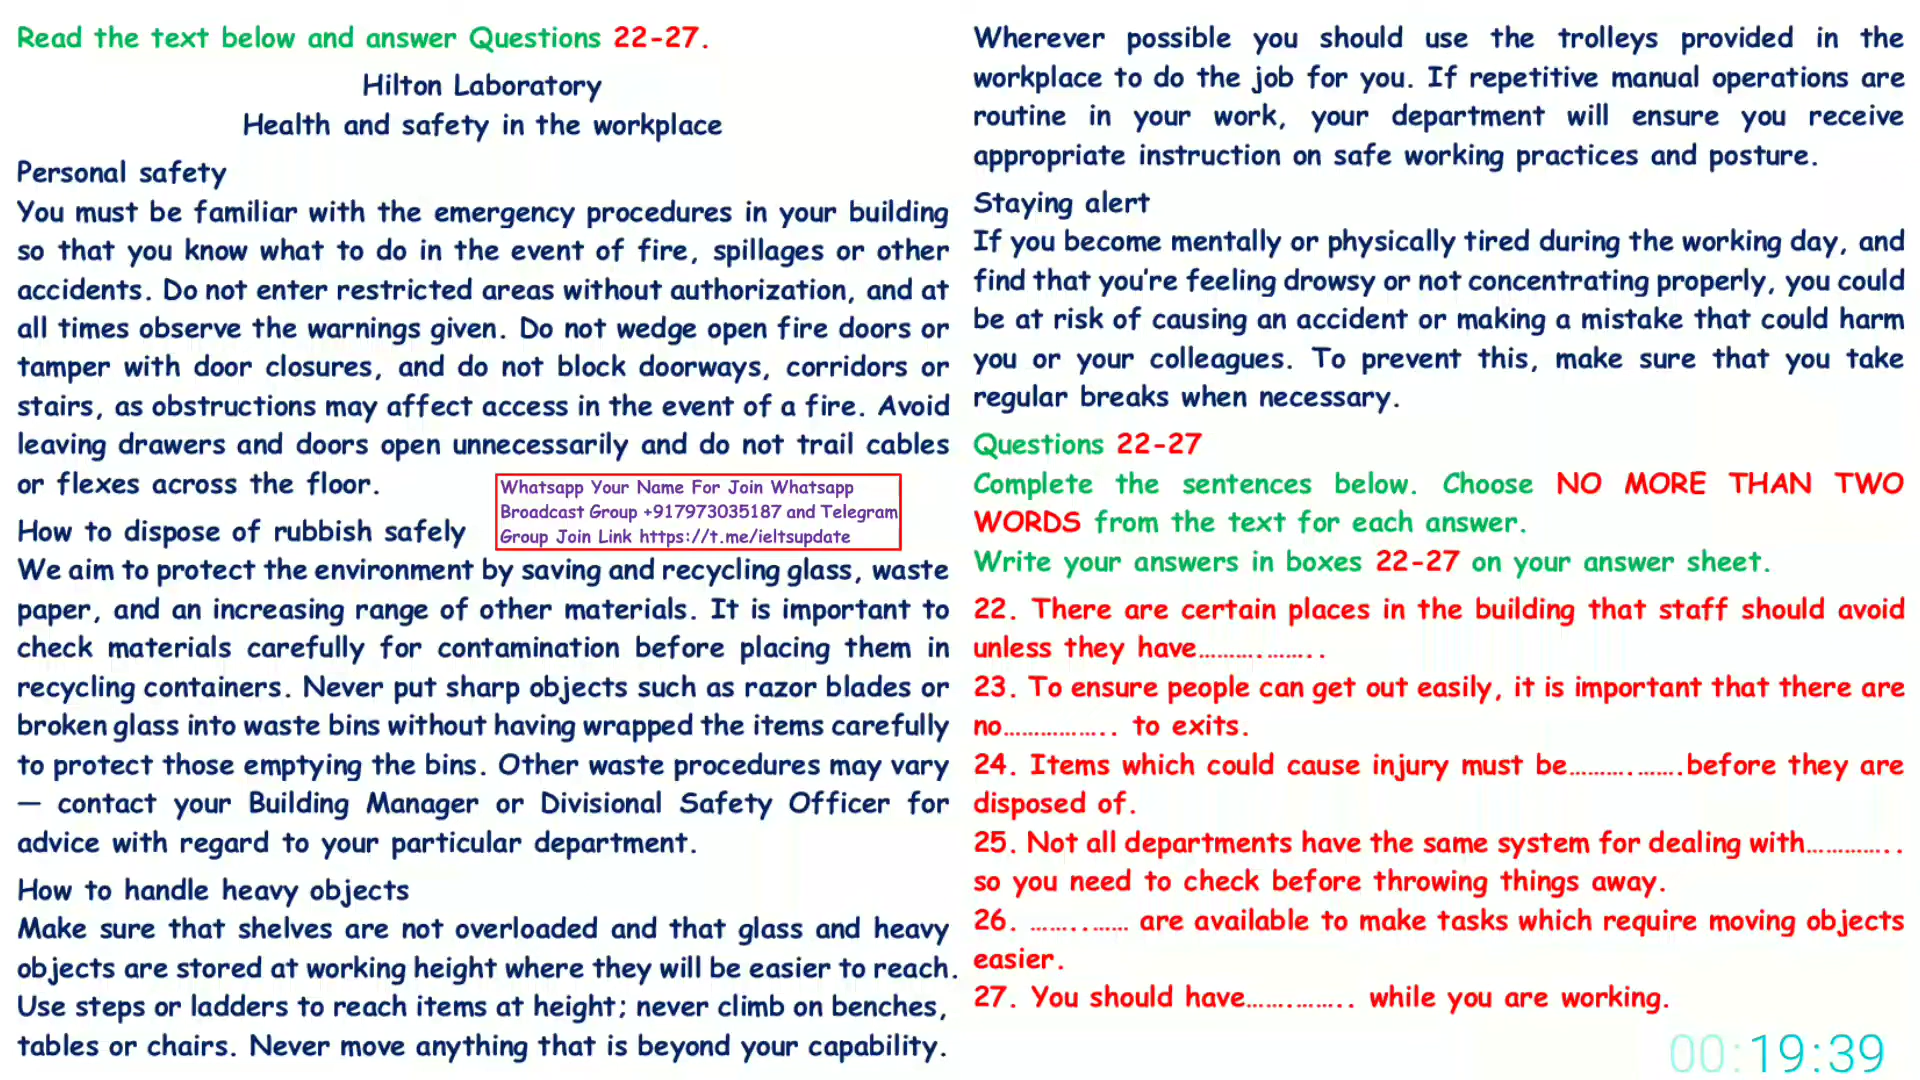 Read the text below and answer Questions 22-27.
Hilton Laboratory
Health and safety in the workplace
Personal safety
You must be familiar with the emergency procedures in your building
so that you know what to do in the event of fire, spillages or other
accidents. Do not enter restricted areas without authorization, and at
all times observe the warnings given. Do not wedge open fire doors or
tamper with door closures, and do not block doorways, corridors or
stairs, as obstructions may affect access in the event of a fire. Avoid
leaving drawers and doors open unnecessarily and do not trail cables
or flexes across the floor.
Whatsapp Your Name For Join Whatsapp
Broadcast Group +917973035187 and Telegram
Group Join Link https://t.me/ieltsupdate
How to dispose of rubbish safely
We aim to protect the environment by saving and recycling glass, waste
paper, and an increasing range of other materials. It is important to
check materials carefully for contamination before placing them in
recycling containers. Never put sharp objects such as razor blades or
broken glass into waste bins without having wrapped the items carefully
to protect those emptying the bins. Other waste procedures may vary
— contact your Building Manager or Divisional Safety Officer for
advice with regard to your particular department.
How to handle heavy objects
Make sure that shelves are not overloaded and that glass and heavy
objects are stored at working height where they will be easier to reach.
Use steps or ladders to reach items at height; never climb on benches,
tables or chairs. Never move anything that is beyond your capability.
Wherever possible you should use the trolleys provided in the
workplace to do the job for you. If repetitive manual operations are
routine in your work, your department will ensure you receive
appropriate instruction on safe working practices and posture.
Staying alert
If you become mentally or physically tired during the working day, and
find that you're feeling drowsy or not concentrating properly, you could
be at risk of causing an accident or making a mistake that could harm
you or your colleagues. To prevent this, make sure that you take
regular breaks when necessary.
Questions 22-27
Complete the sentences below. Choose NO MORE THAN TWO
WORDS from the text for each answer.
Write your answers in boxes 22-27 on your answer sheet.
22. There are certain places in the building that staff should avoid
unless they have……………..
23. To ensure people can get out easily, it is important that there are
no…………….. to exits.
24. Items which could cause injury must be…………….before they are
disposed of.
25. Not all departments have the same system for dealing with…………..
so you need to check before throwing things away.
26. …………… are available to make tasks which require moving objects
easier.
27. You should have…………….. while you are working.
00:19:39